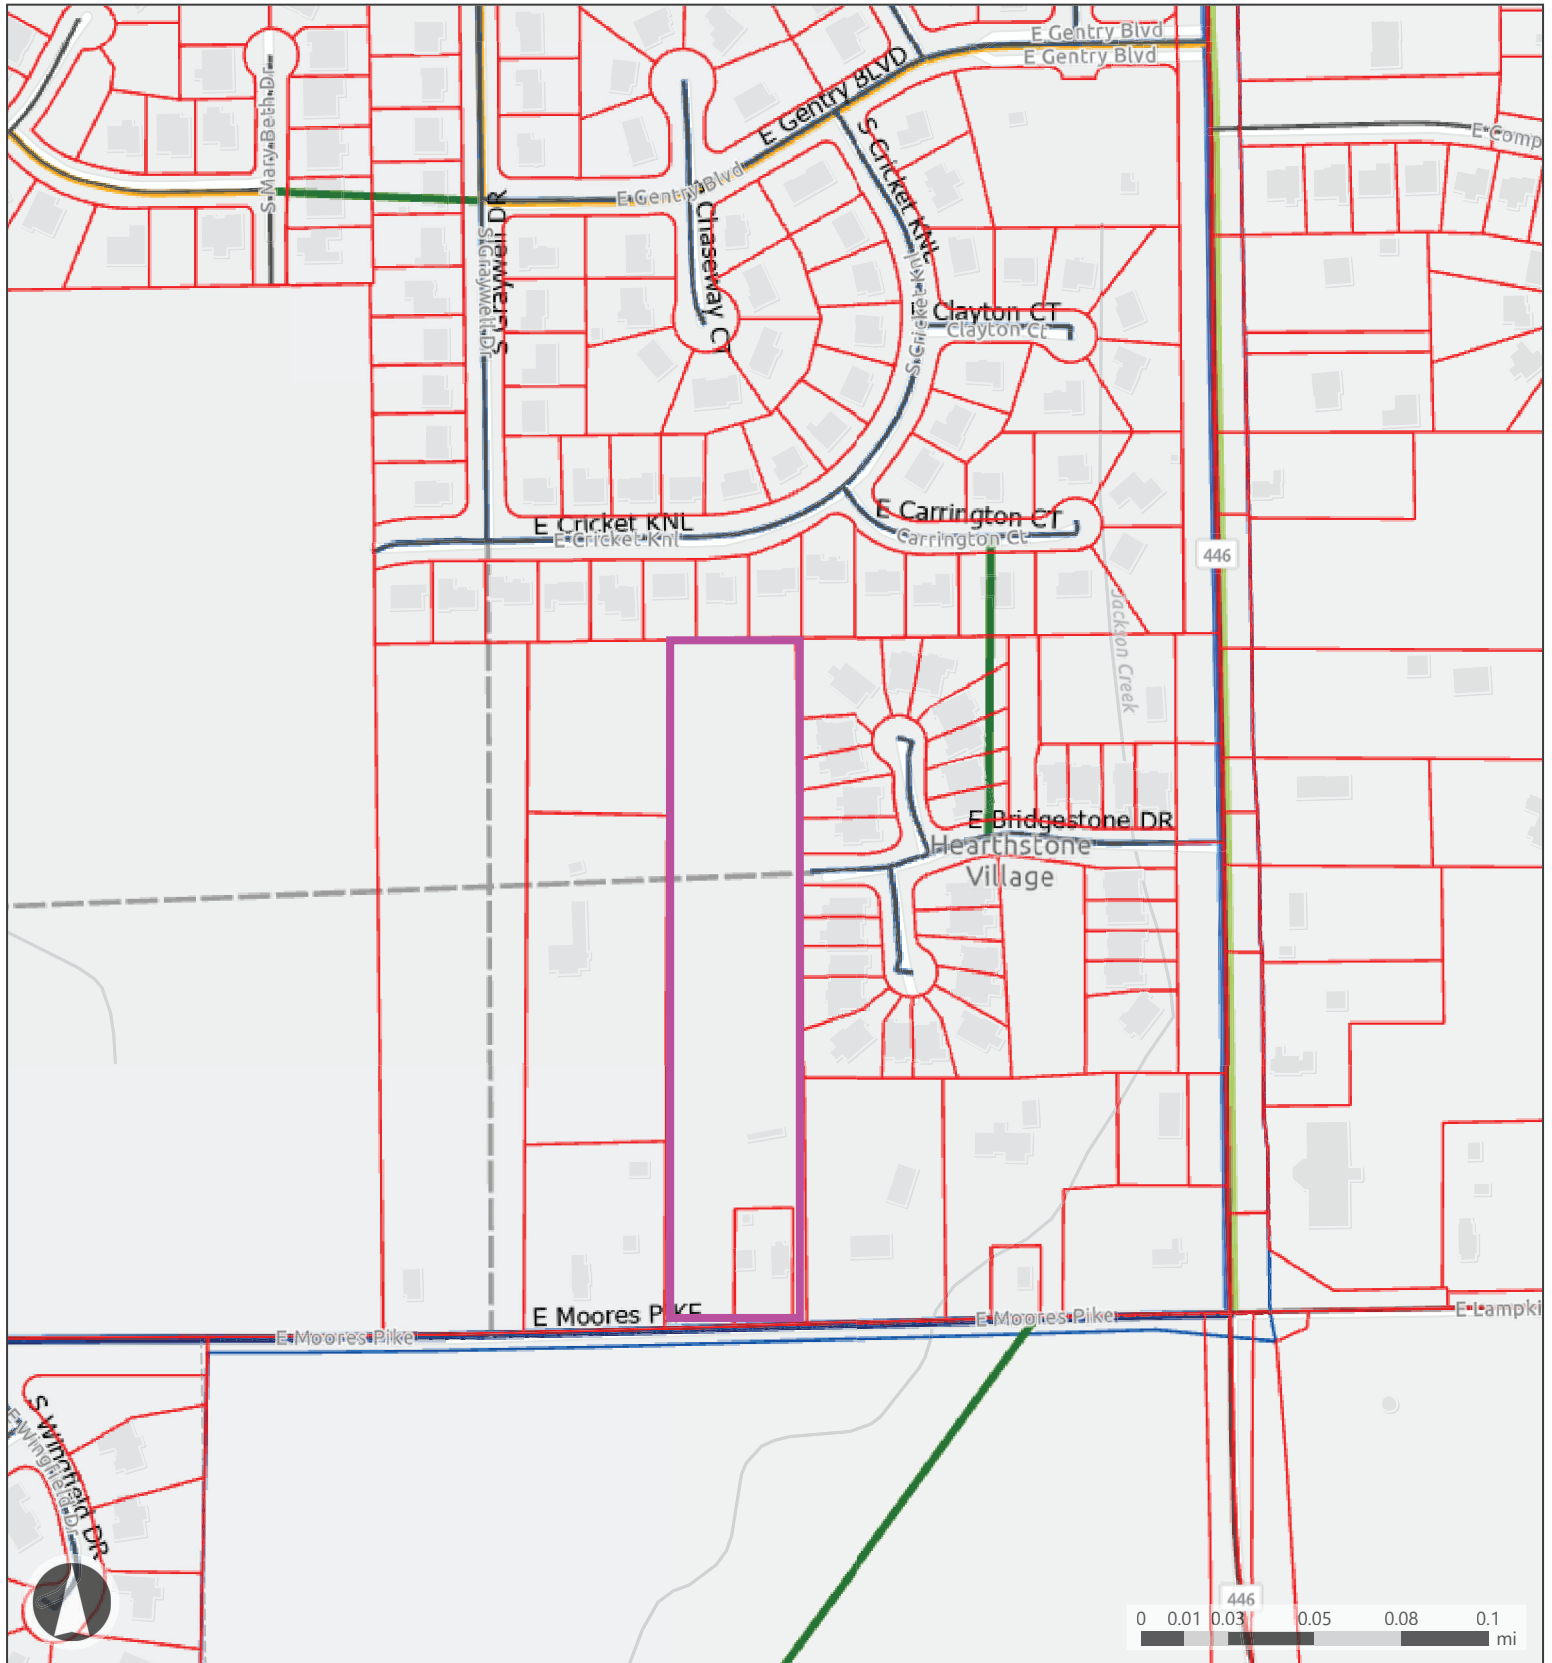 E Gentry Blvd
E Gentry Blvd
E Gentry BLVD
S Mary Beth Dr
E Gentry Blvd
S Cricket KNL
E Comp
S Graywell DR
S Graywell Dr
Chaseway CT
S Cricket Knl
Clayton CT
Clayton Ct
E Cricket KNL
E Cricket Knl
E Carrington CT
Carrington Ct
446
Jackson Creek
E Bridgestone DR
Hearthstone
Village
E Moores PIKE
E Moores Pike
E Moores Pike
E Lampki
S Wingfield DR
E Wingfield Dr
446
0 0.01 0.03 0.05 0.08 0.1
mi